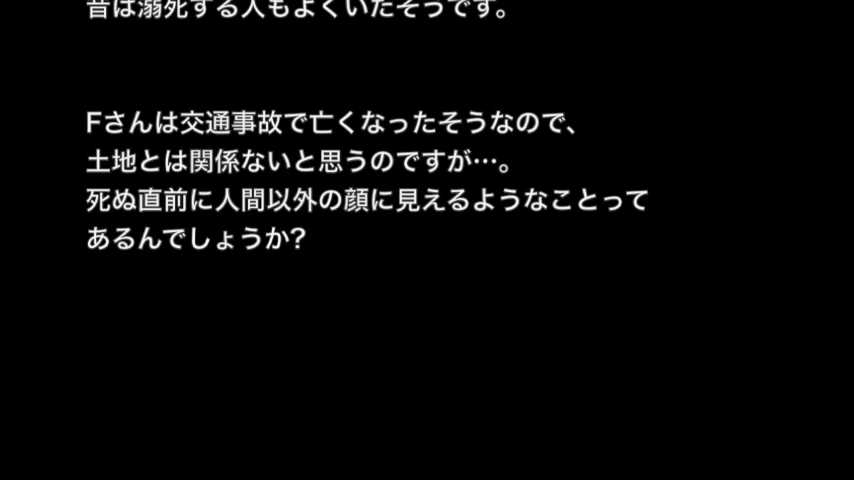 昔は溺死する人もよくいたそうです。
Fさんは交通事故で亡くなったそうなので、
土地とは関係ないと思うのですが…。
死ぬ直前に人間以外の顔に見えるようなことって
あるんでしょうか?